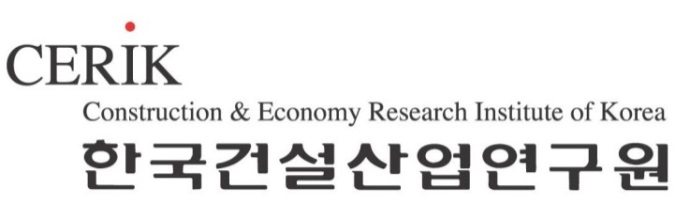 CERIK
Construction & Economy Research Institute of Korea
한국건설산업연구원